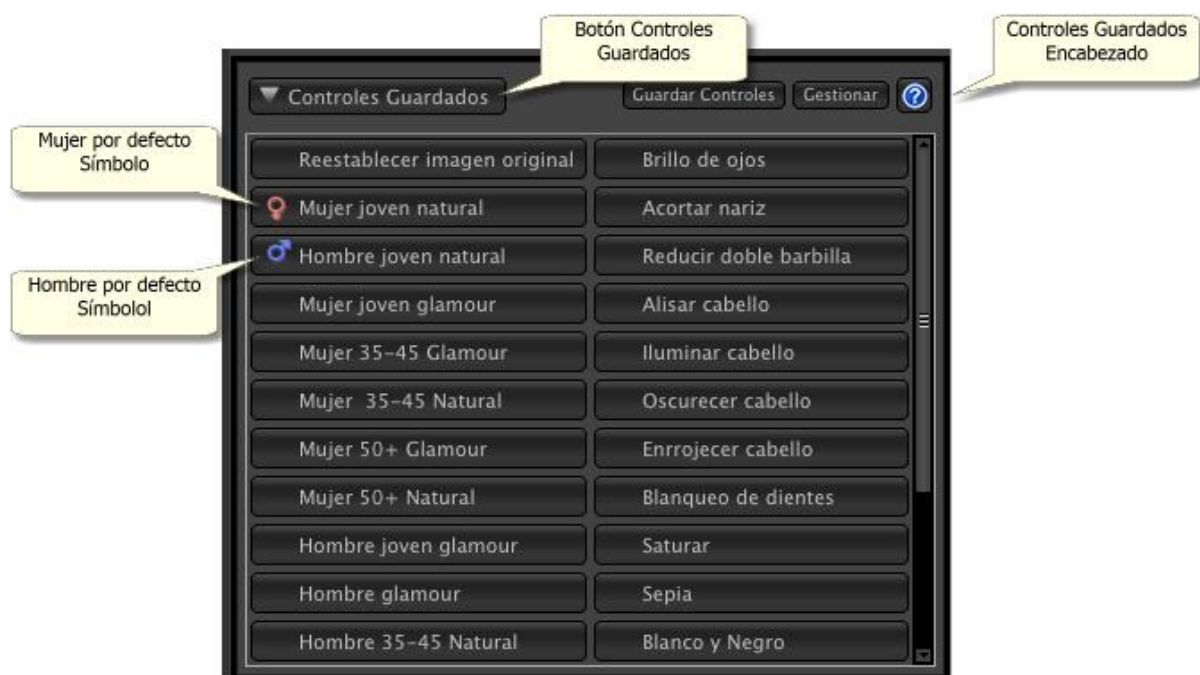 Botón Controles
Guardados
Controles Guardados
Encabezado
Controles Guardados
Guardar Controles
Gestionar
?
Mujer por defecto
Símbolo
Hombre por defecto
Símbolol
Reestablecer imagen original
Brillo de ojos
Mujer joven natural
Acortar nariz
Hombre joven natural
Reducir doble barbilla
Mujer joven glamour
Alisar cabello
Mujer 35-45 Glamour
Iluminar cabello
Mujer  35-45 Natural
Oscurecer cabello
Mujer 50+ Glamour
Enrrojecer cabello
Mujer 50+ Natural
Blanqueo de dientes
Hombre joven glamour
Saturar
Hombre glamour
Sepia
Hombre 35-45 Natural
Blanco y Negro